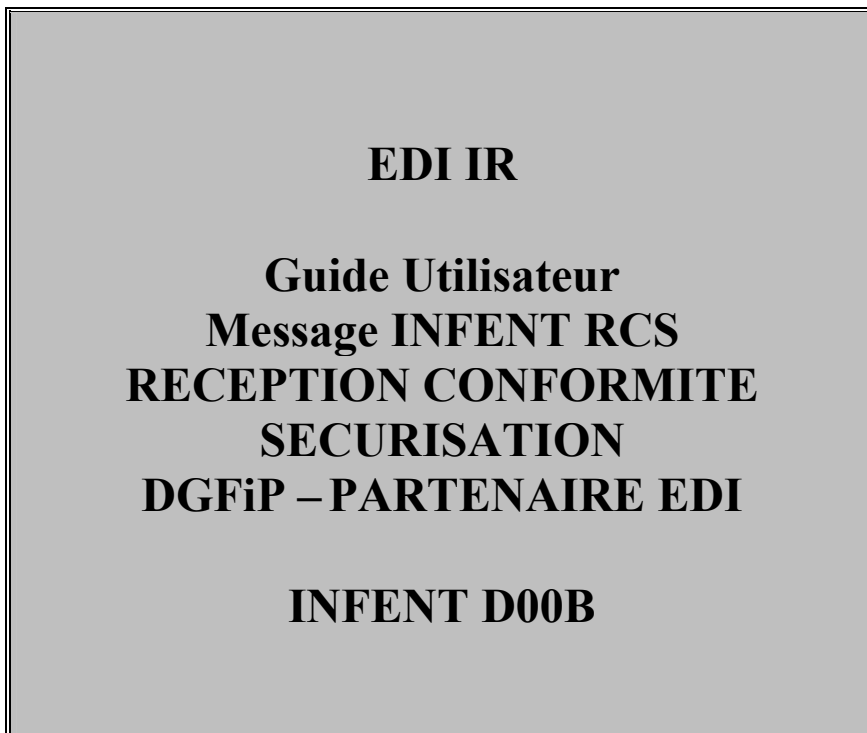 EDI IR
Guide Utilisateur
Message INFENT RCS
RECEPTION CONFORMITE
SECURISATION
DGFiP – PARTENAIRE EDI
INFENT D00B